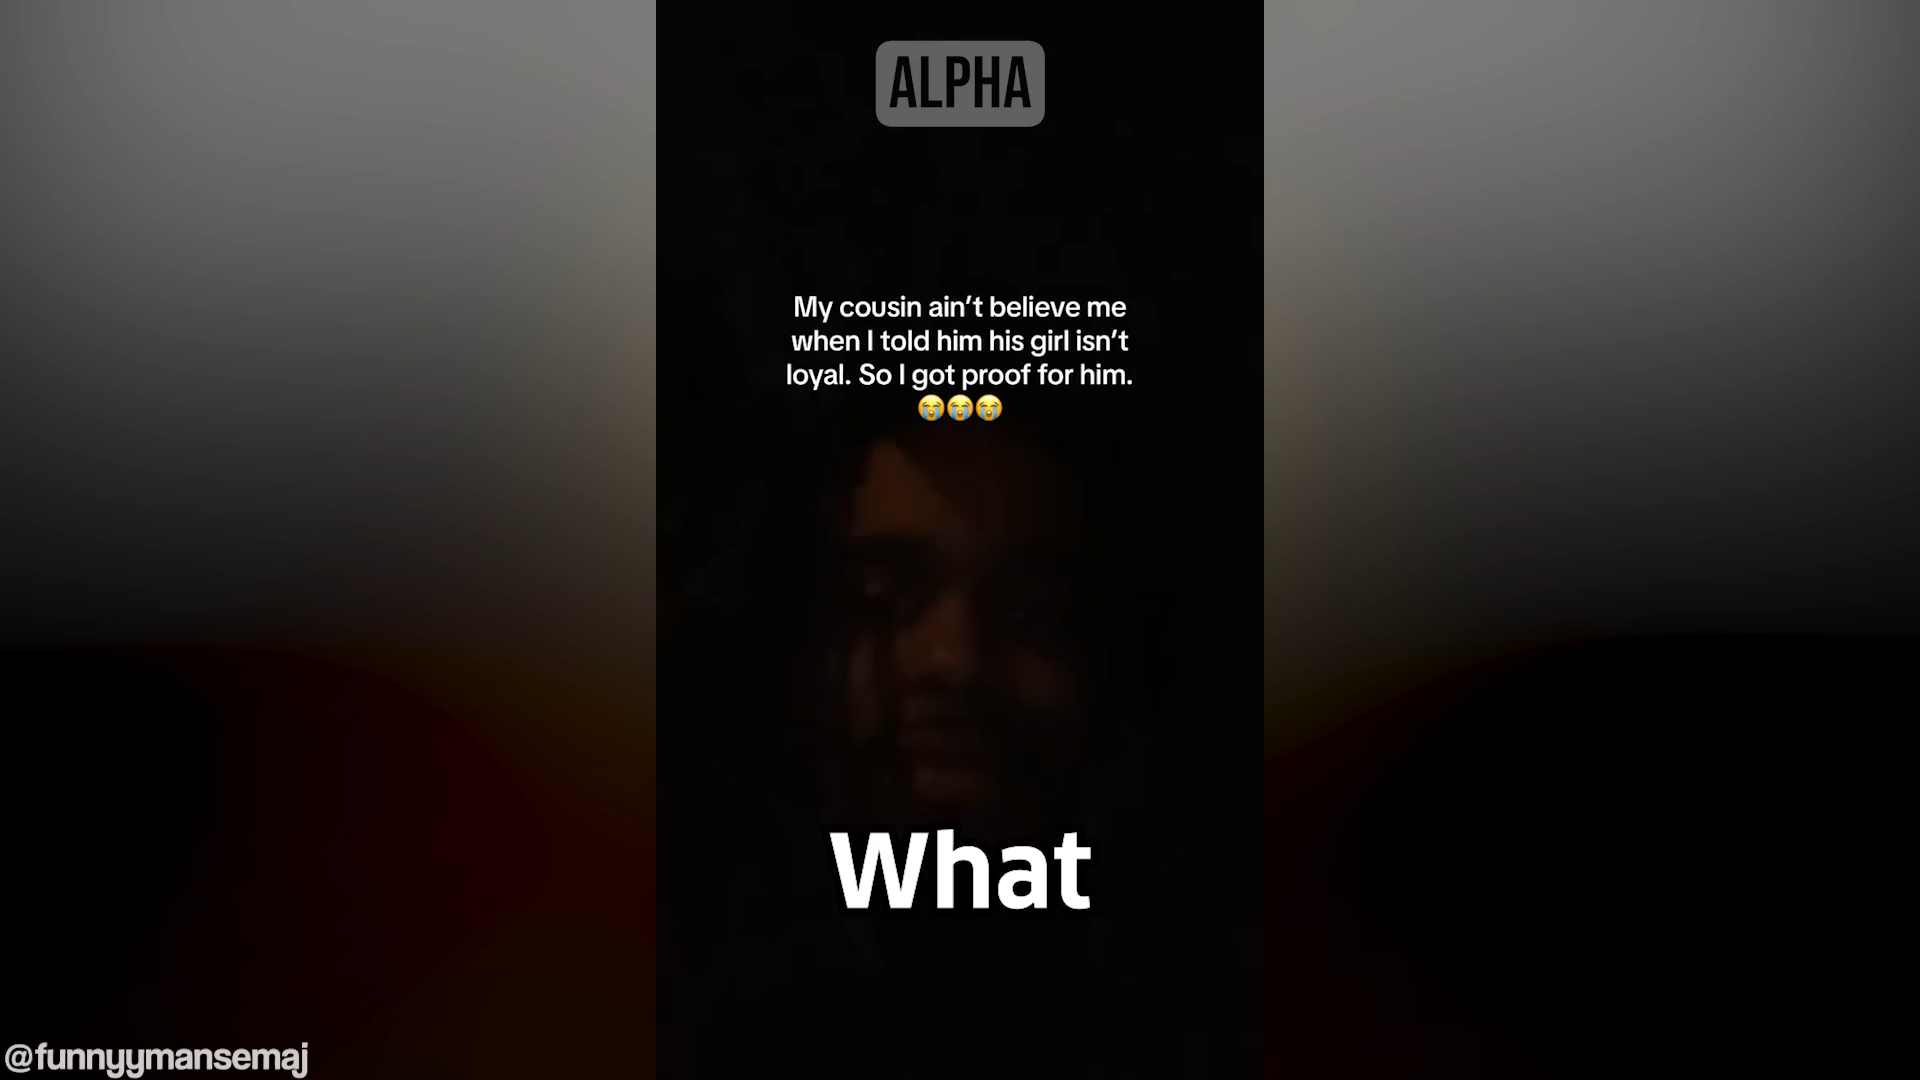 ALPHA
My cousin ain’t believe me
when I told him his girl isn’t
loyal. So I got proof for him.
😭😭😭
What
@funnyymansemaj